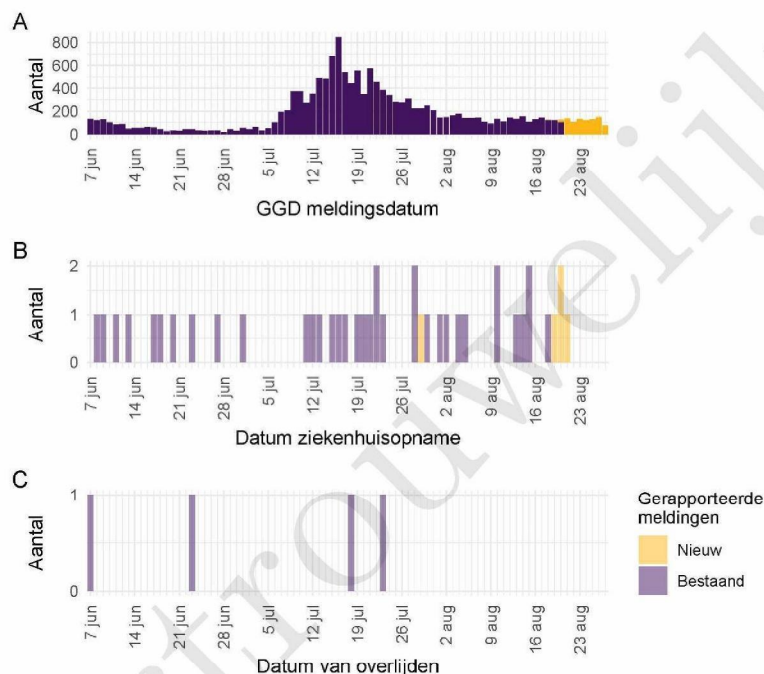 A
Aantal
800
600
400
200
0
7 jun
14 jun
21 jun
28 jun
5 jul
12 jul
19 jul
26 jul
2 aug
9 aug
16 aug
23 aug
GGD meldingsdatum
B
Aantal
2
1
0
7 jun
14 jun
21 jun
28 jun
5 jul
12 jul
19 jul
26 jul
2 aug
9 aug
16 aug
23 aug
Datum ziekenhuisopname
C
Aantal
1
0
7 jun
14 jun
21 jun
28 jun
5 jul
12 jul
19 jul
26 jul
2 aug
9 aug
16 aug
23 aug
Datum van overlijden
Gerapporteerde
meldingen
Nieuw
Bestaand
strouwelijk